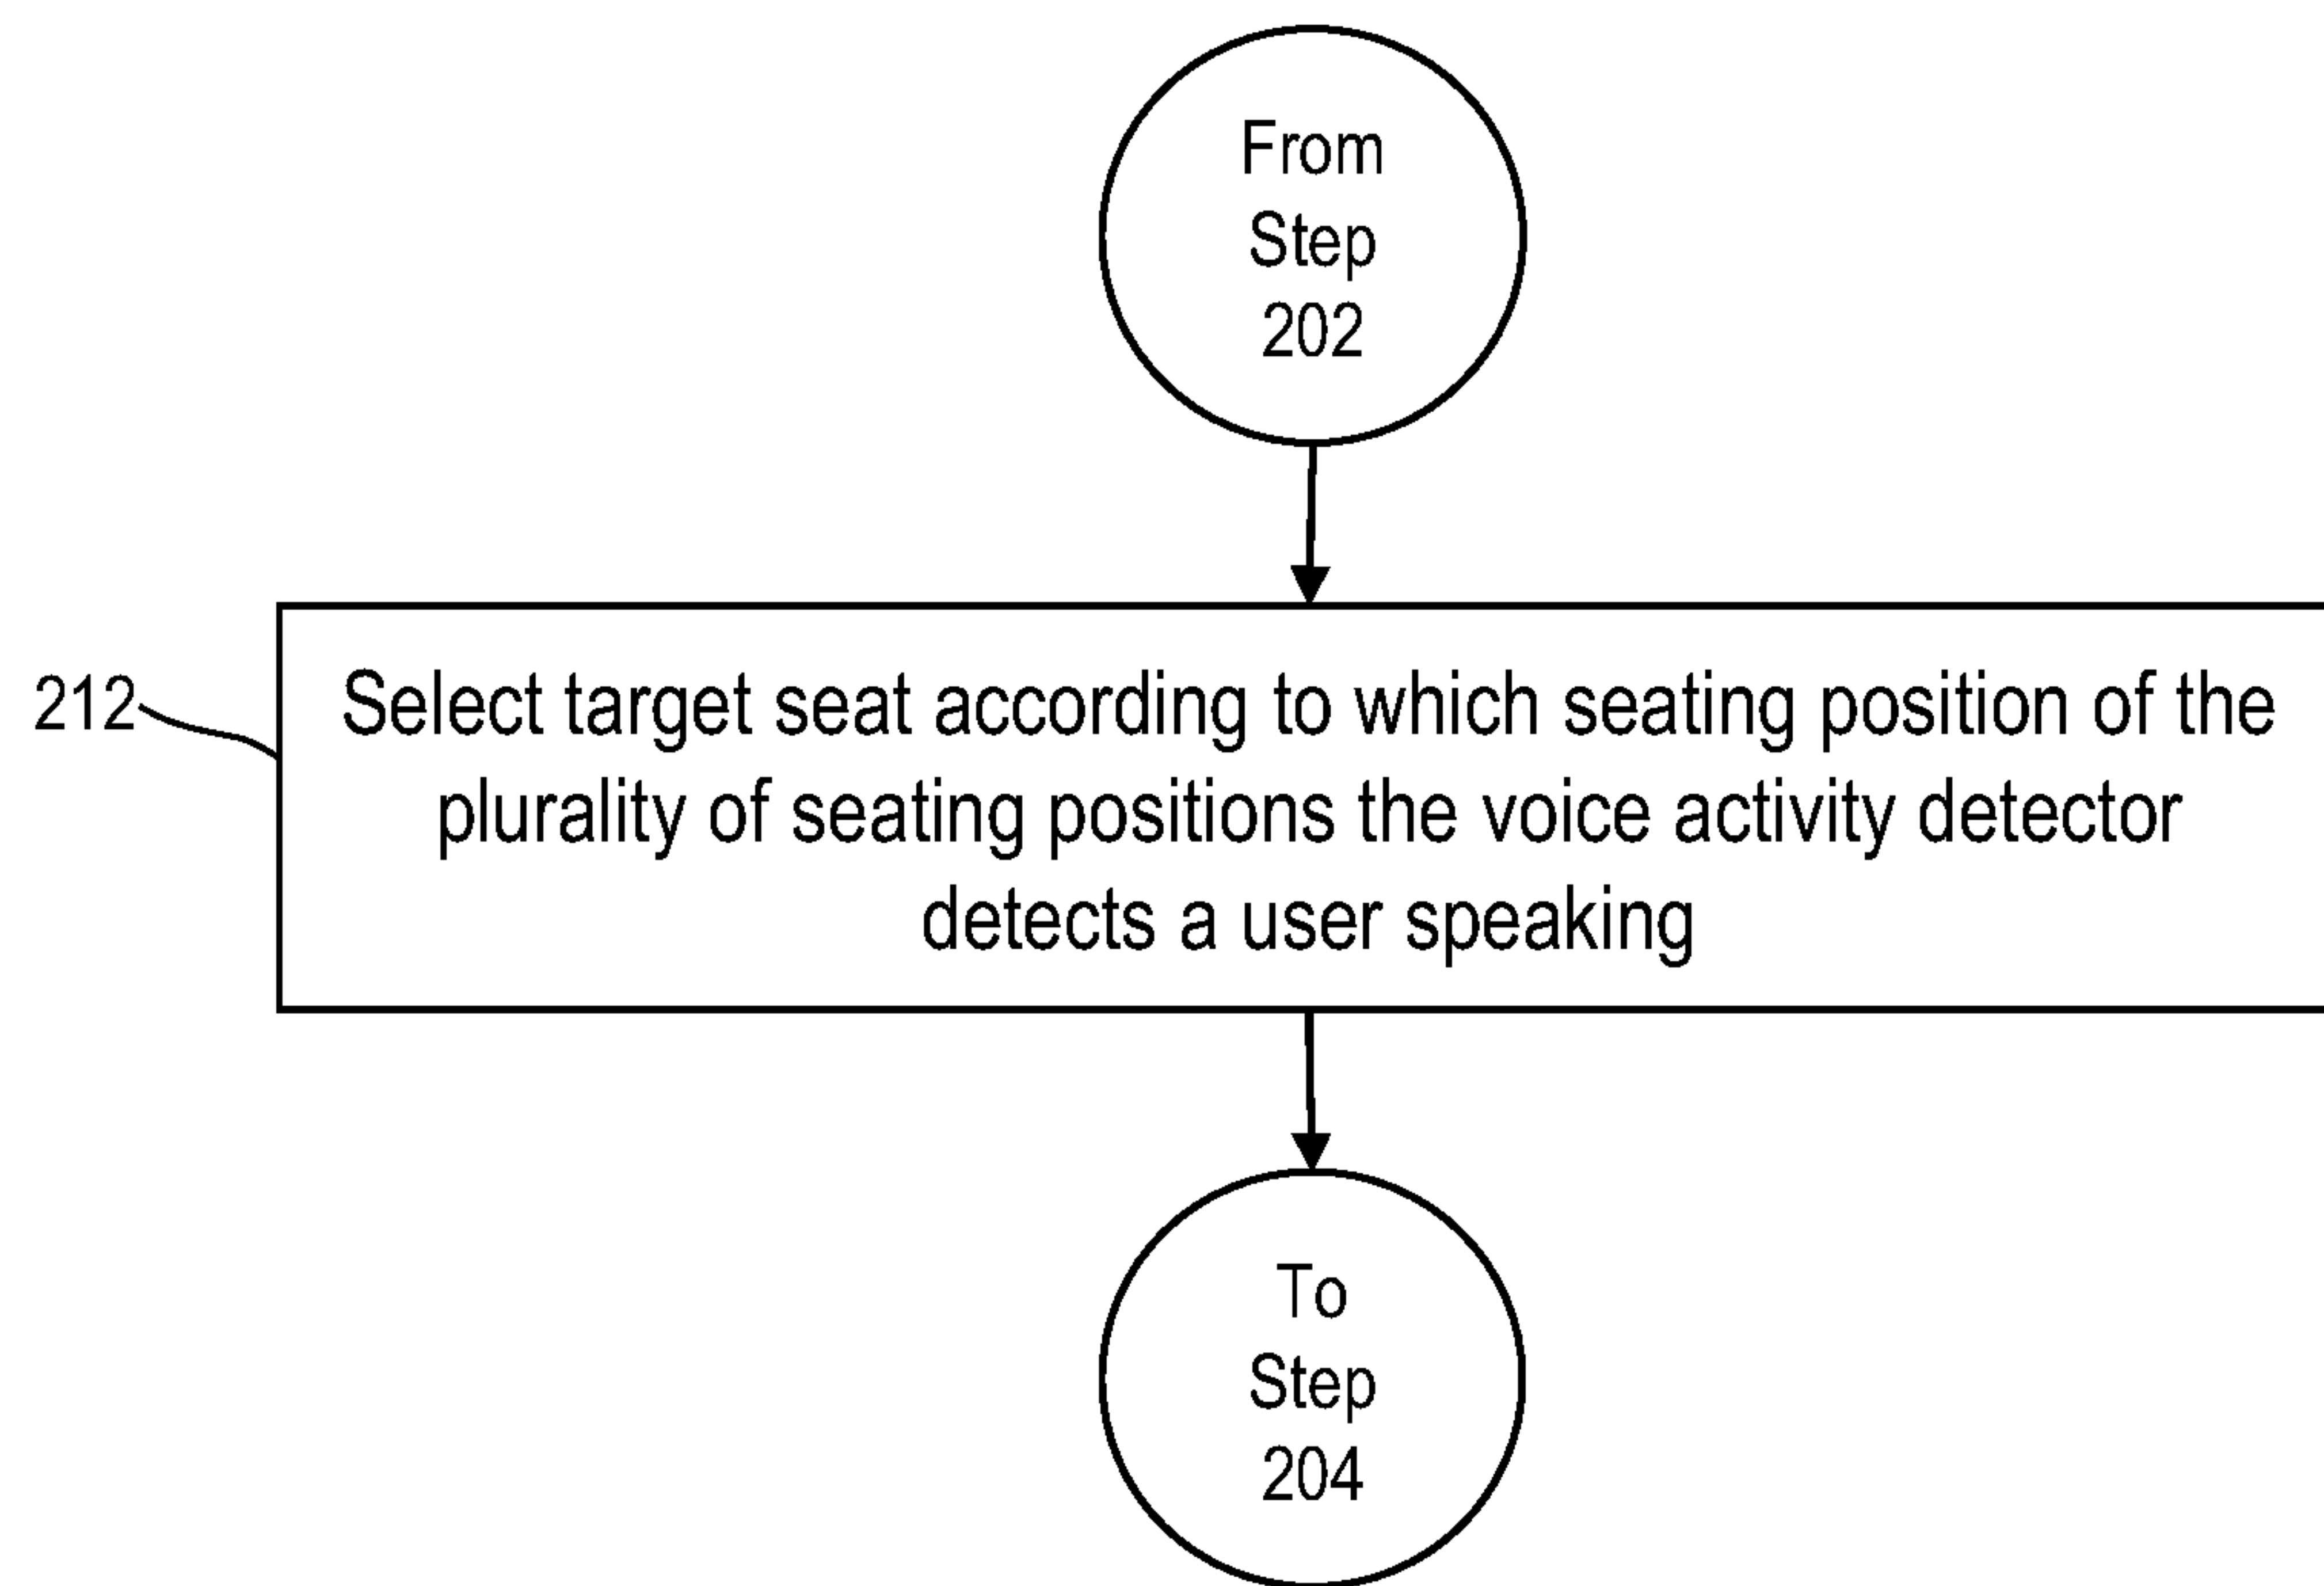 From
Step
202
212
Select target seat according to which seating position of the
plurality of seating positions the voice activity detector
detects a user speaking
To
Step
204